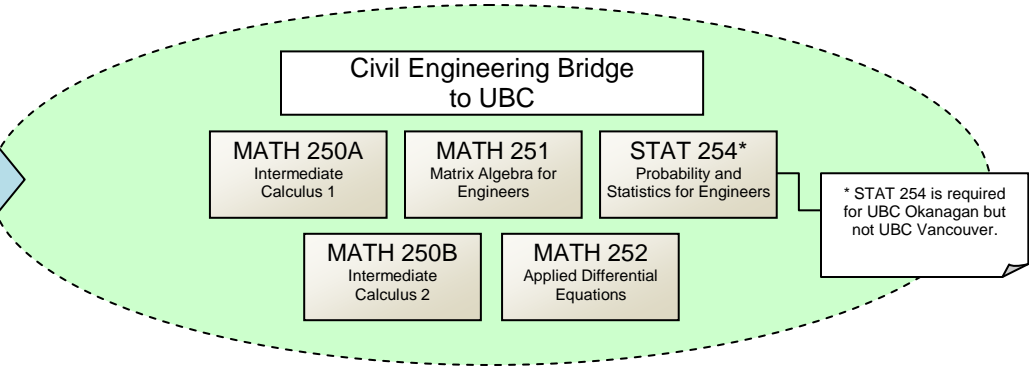 Civil Engineering Bridge
to UBC
MATH 250A
Intermediate
Calculus 1
MATH 251
Matrix Algebra for
Engineers
STAT 254*
Probability and
Statistics for Engineers
* STAT 254 is required
for UBC Okanagan but
not UBC Vancouver.
MATH 250B
Intermediate
Calculus 2
MATH 252
Applied Differential
Equations